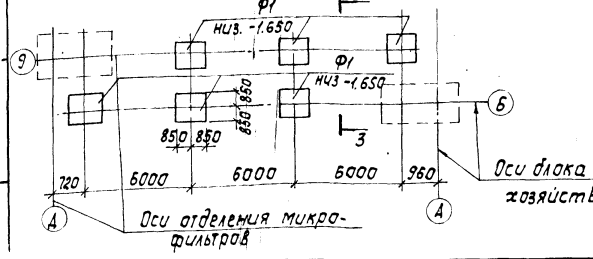 Ф1
низ. -1.650
9
Ф1
низ -1.650
850
850
Б
850 850
3
720 6000 6000 6000 960
Оси блока
хозяйств
Д Д
Оси отделения микро-
фильтров